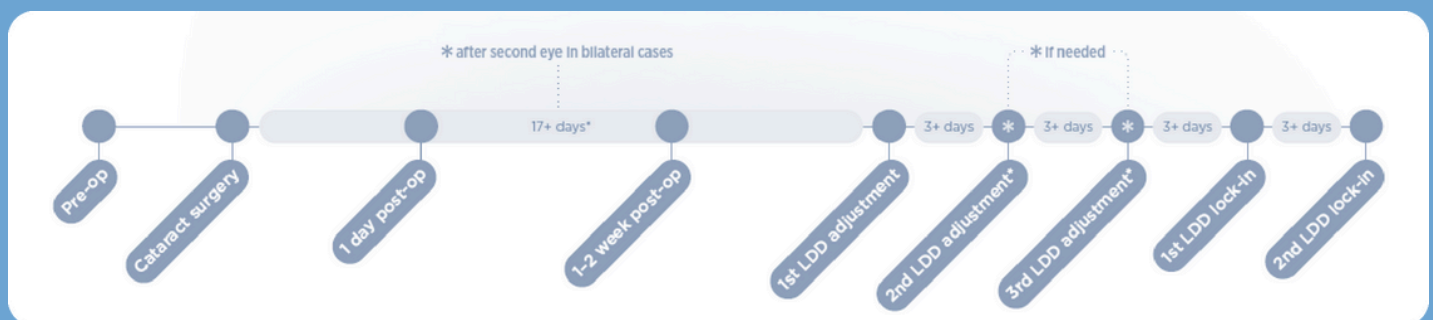 * after second eye in bilateral cases
* if needed
17+ days*
3+ days
* 
3+ days
* 
3+ days
3+ days
Pre-op
Cataract surgery
1 day post-op
1-2 week post-op
1st LDD adjustment
2nd LDD adjustment*
3rd LDD adjustment*
1st LDD lock-in
2nd LDD lock-in